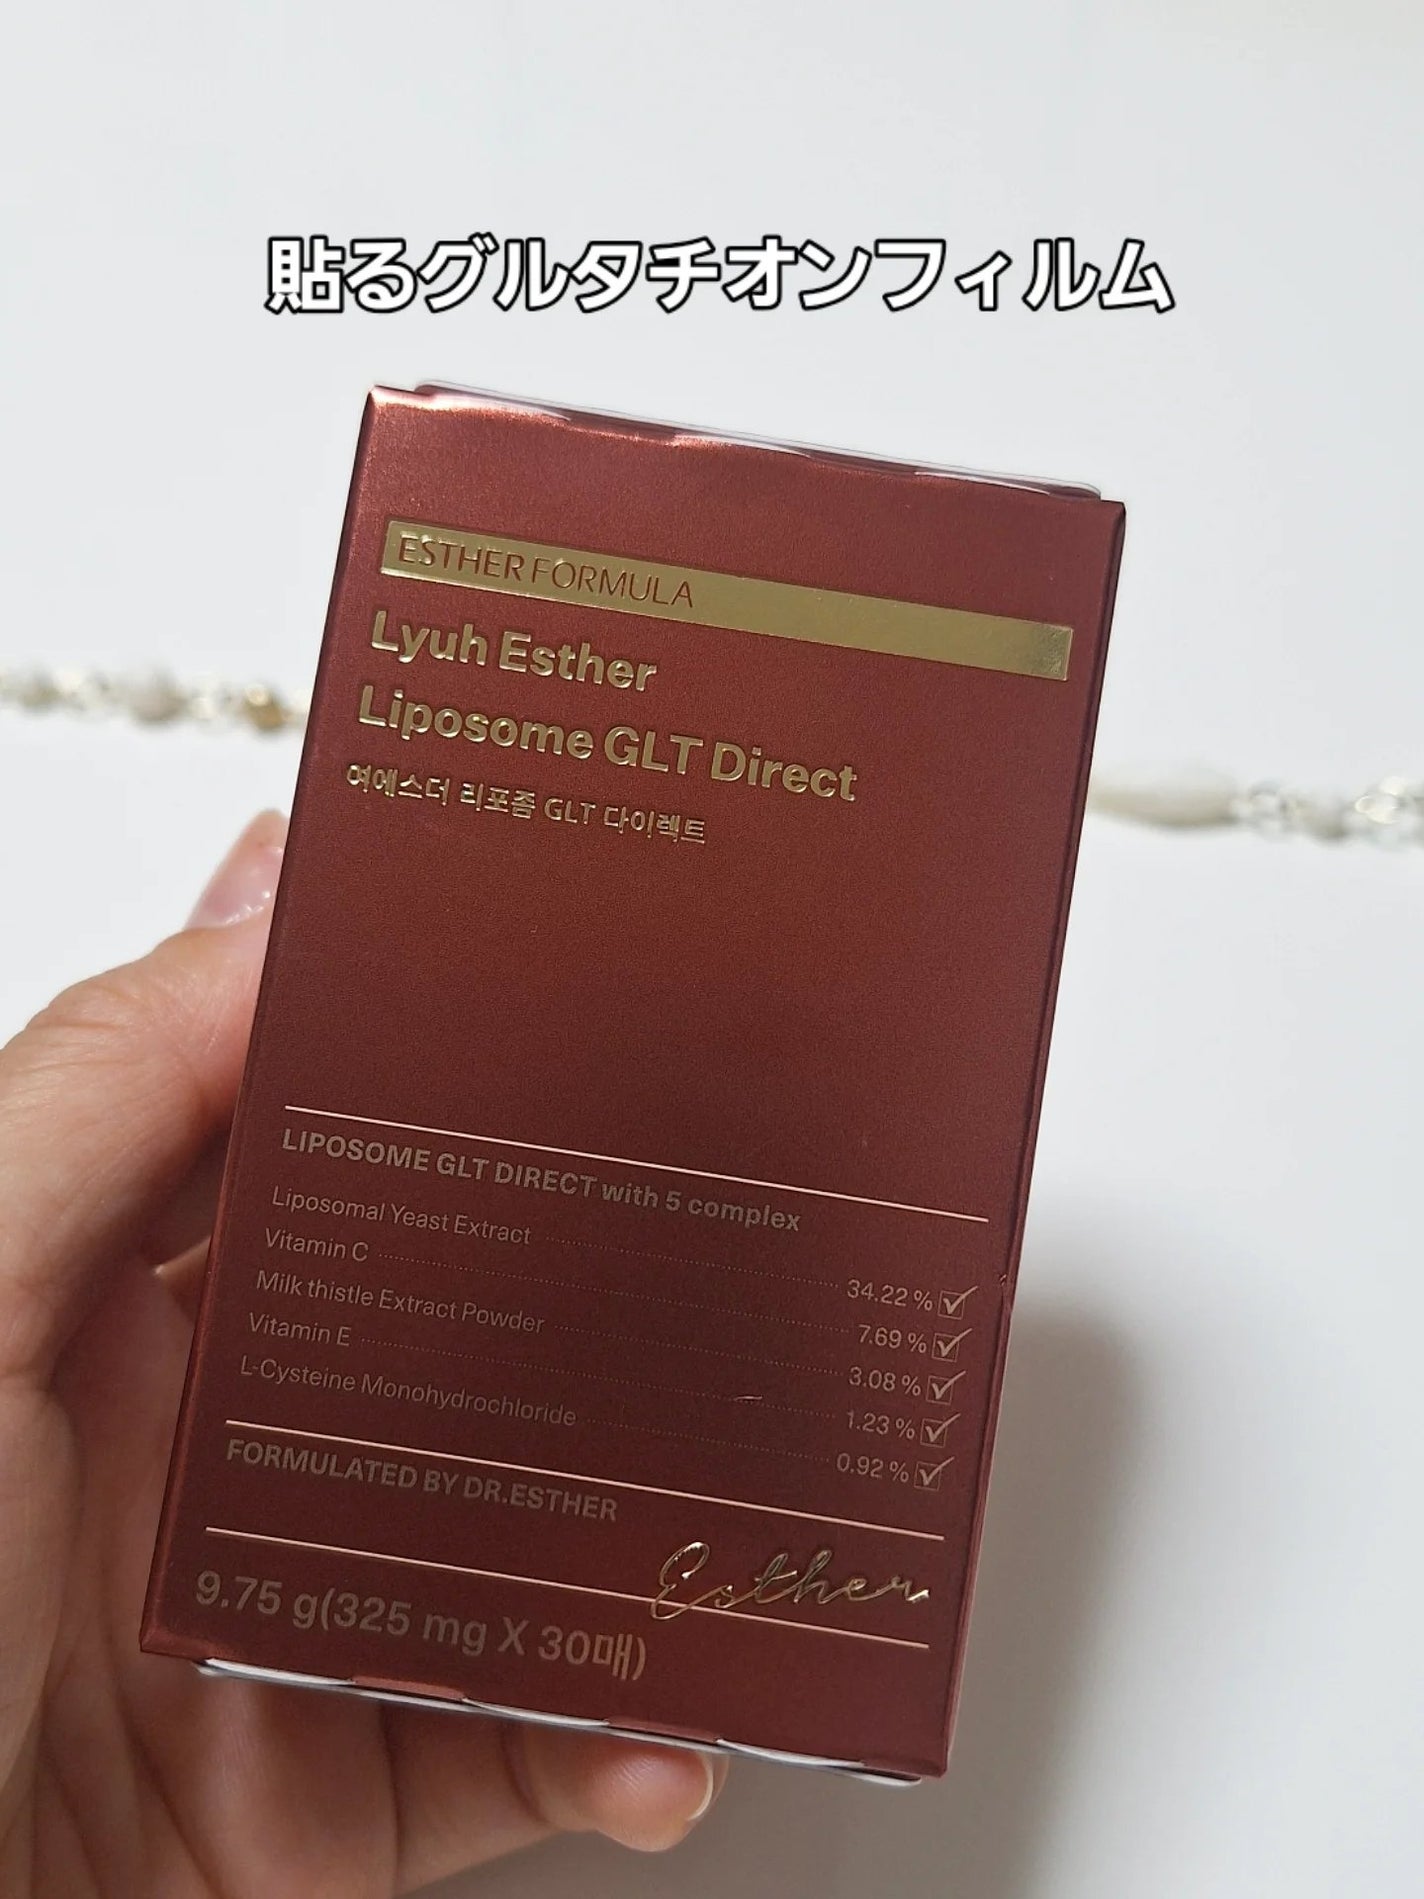 貼るグルタチオンフィルム
ESTHER FORMULA
Lyuh Esther
Liposome GLT Direct
여에스더 리포좀 GLT 다이렉트
LIPOSOME GLT DIRECT with 5 complex
Liposomal Yeast Extract 34.22 %
Vitamin C 7.69 %
Milk thistle Extract Powder 3.08 %
Vitamin E 1.23 %
L-Cysteine Monohydrochloride 0.92 %
FORMULATED BY DR.ESTHER
Esther
9.75 g(325 mg X 30매)